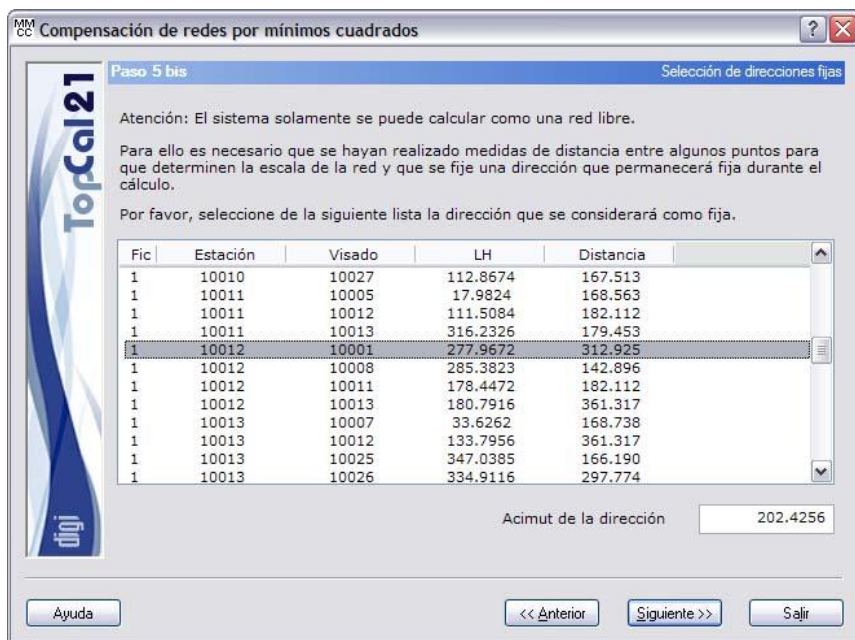 MM
CC
Compensación de redes por mínimos cuadrados
Paso 5 bis
Selección de direcciones fijas
TopCal 21
digi
Atención: El sistema solamente se puede calcular como una red libre.
Para ello es necesario que se hayan realizado medidas de distancia entre algunos puntos para
que determinen la escala de la red y que se fije una dirección que permanecerá fija durante el
cálculo.
Por favor, seleccione de la siguiente lista la dirección que se considerará como fija.
Fic Estación Visado LH Distancia
1 10010 10027 112.8674 167.513
1 10011 10005 17.9824 168.563
1 10011 10012 111.5084 182.112
1 10011 10013 316.2326 179.453
1 10012 10001 277.9672 312.925
1 10012 10008 285.3823 142.896
1 10012 10011 178.4472 182.112
1 10012 10013 180.7916 361.317
1 10013 10007 33.6262 168.738
1 10013 10012 133.7956 361.317
1 10013 10025 347.0385 166.190
1 10013 10026 334.9116 297.774
Acimut de la dirección 202.4256
Ayuda << Anterior Siguiente >> Salir